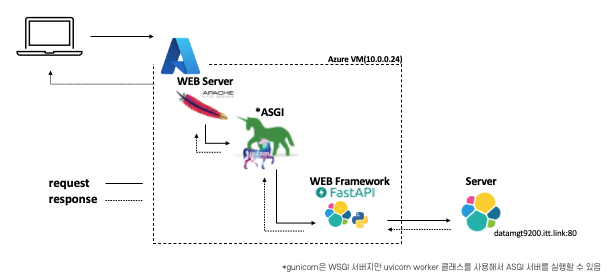 Azure VM(10.0.0.24)
WEB Server
APACHE
*ASGI
WEB Framework
FastAPI
Server
request
response
datamgt9200.itt.link:80
*gunicorn은 WSGI 서버지만 uvicorn worker 클래스를 사용해서 ASGI 서버를 실행할 수 있음